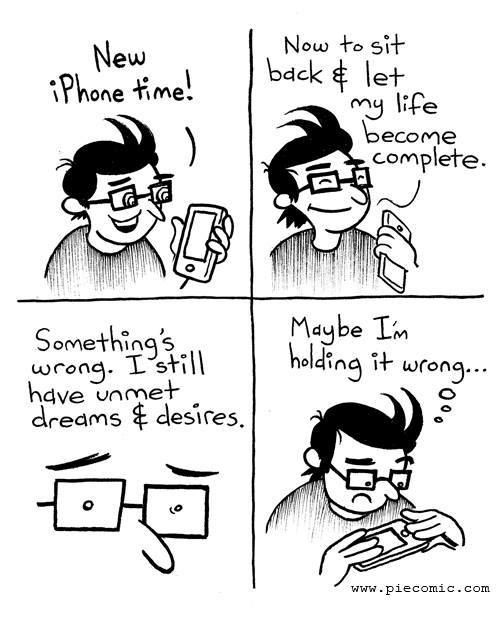 New
iPhone time!
Now to sit
back & let
my life
become
complete.
Something's
wrong. I still
have unmet
dreams & desires.
Maybe I'm
holding it wrong...
www.piecomic.com